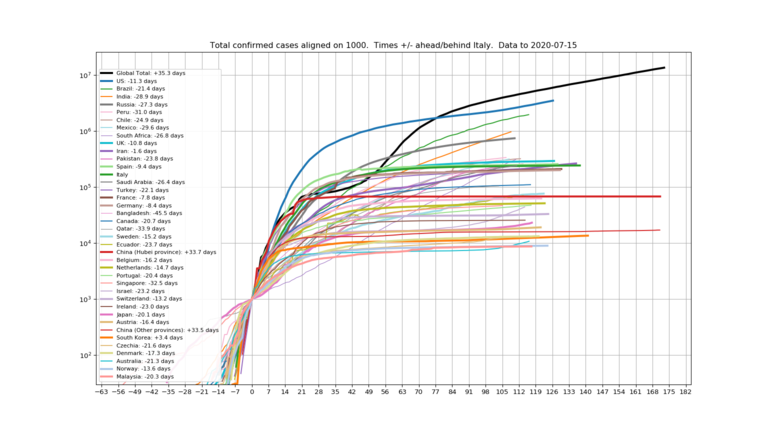 Total confirmed cases aligned on 1000. Times +/- ahead/behind Italy. Data to 2020-07-15
10⁷
10⁶
10⁵
10⁴
10³
10²
Global Total: +35.3 days
US: -11.3 days
Brazil: -21.4 days
India: -28.9 days
Russia: -27.3 days
Peru: -31.0 days
Chile: -24.9 days
Mexico: -29.6 days
South Africa: -26.8 days
UK: -10.8 days
Iran: -1.6 days
Pakistan: -23.8 days
Spain: -9.4 days
Italy
Saudi Arabia: -26.4 days
Turkey: -22.1 days
Germany: -8.4 days
France: -7.8 days
Bangladesh: -45.5 days
Canada: -20.7 days
Qatar: -33.9 days
Sweden: -15.2 days
Ecuador: -23.7 days
China (Hubei province): +33.7 days
Belgium: -16.2 days
Netherlands: -14.7 days
Portugal: -20.4 days
Singapore: -32.5 days
Israel: -23.2 days
Switzerland: -13.2 days
Ireland: -23.0 days
Japan: -20.1 days
Austria: -16.4 days
China (Other provinces): +33.5 days
South Korea: +3.4 days
Czechia: -21.6 days
Denmark: -17.3 days
Australia: -21.3 days
Norway: -13.6 days
Malaysia: -20.3 days
−63 −56 −49 −42 −35 −28 −21 −14 −7 0 7 14 21 28 35 42 49 56 63 70 77 84 91 98 105 112 119 126 133 140 147 154 161 168 175 182